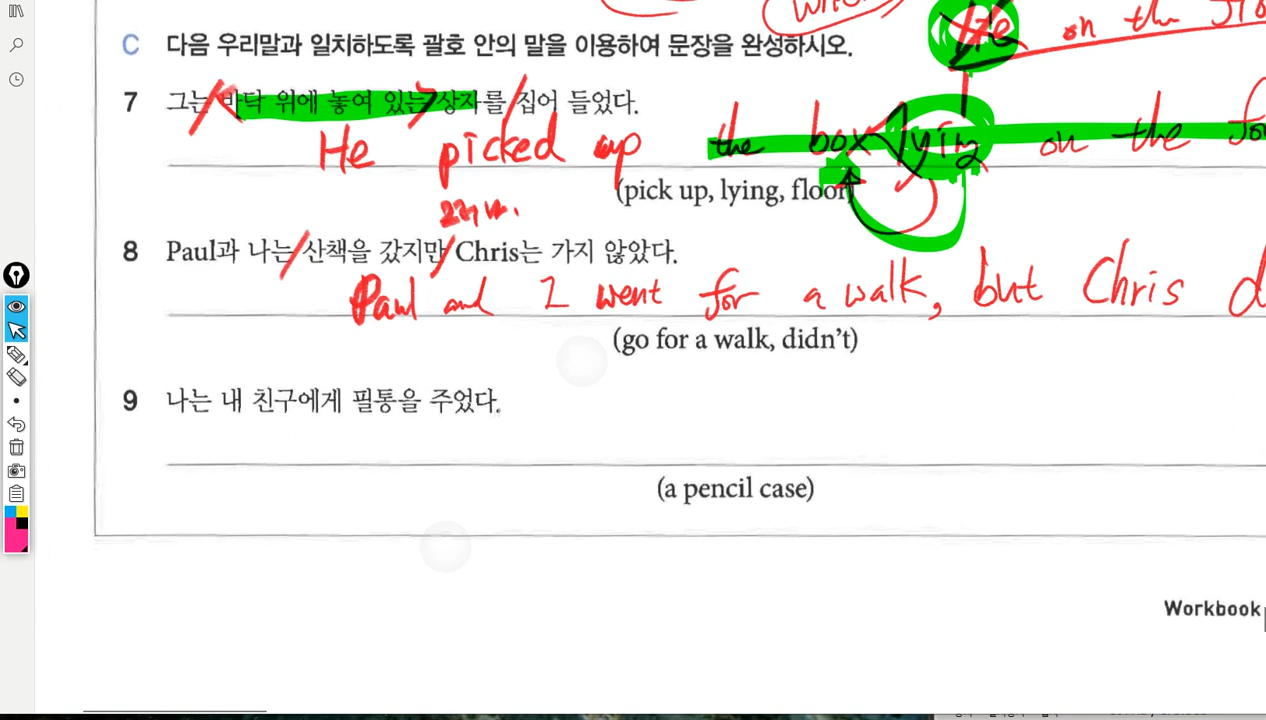 on the
C 다음 우리말과 일치하도록 괄호 안의 말을 이용하여 문장을 완성하시오.
7 그는 바닥 위에 놓여 있는 상자를 집어 들었다.
He picked up the box lying on the
(pick up, lying, floor)
8 Paul과 나는 산책을 갔지만 Chris는 가지 않았다.
Paul and I went for a walk, but Chris
(go for a walk, didn't)
9 나는 내 친구에게 필통을 주었다.
(a pencil case)
Workbook